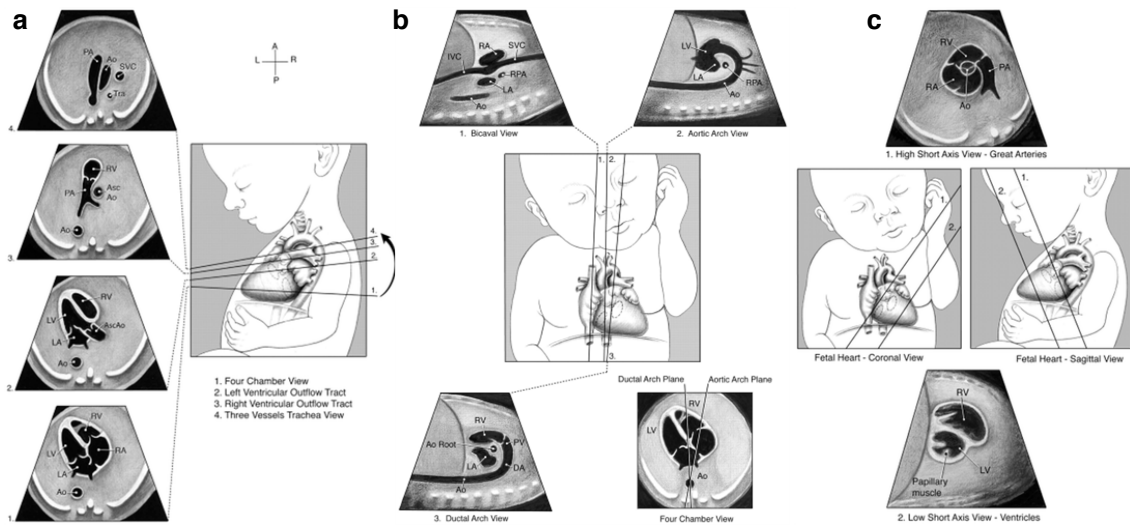 a
PA
Ao
SVC
Tra
4.
A
L
R
P
RV
PA
Asc
Ao
Ao
3.
RV
LV
AscAo
LA
Ao
2.
RV
LV
RA
LA
Ao
1.
4.
3.
2.
1.
1. Four Chamber View
2. Left Ventricular Outflow Tract
3. Right Ventricular Outflow Tract
4. Three Vessels Trachea View
b
IVC
RA
SVC
RPA
LA
Ao
1. Bicaval View
LV
LA
RPA
Ao
2. Aortic Arch View
1.
2.
3.
RV
Ao Root
PV
LA
DA
Ao
3. Ductal Arch View
Ductal Arch Plane
Aortic Arch Plane
RV
LV
Ao
Four Chamber View
c
RV
PA
RA
Ao
1. High Short Axis View - Great Arteries
1.
2.
Fetal Heart - Coronal View
1.
2.
Fetal Heart - Sagittal View
RV
LV
Papillary
muscle
2. Low Short Axis View - Ventricles